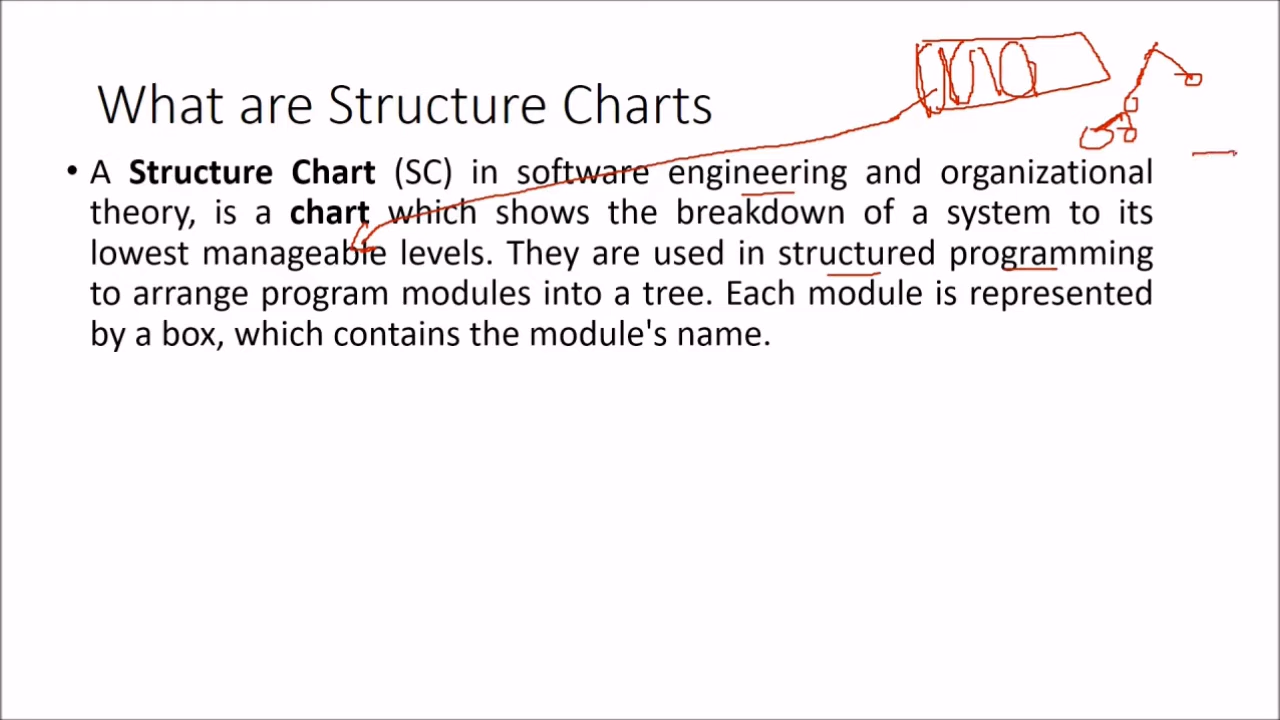 What are Structure Charts
• A Structure Chart (SC) in software engineering and organizational
theory, is a chart which shows the breakdown of a system to its
lowest manageable levels. They are used in structured programming
to arrange program modules into a tree. Each module is represented
by a box, which contains the module's name.